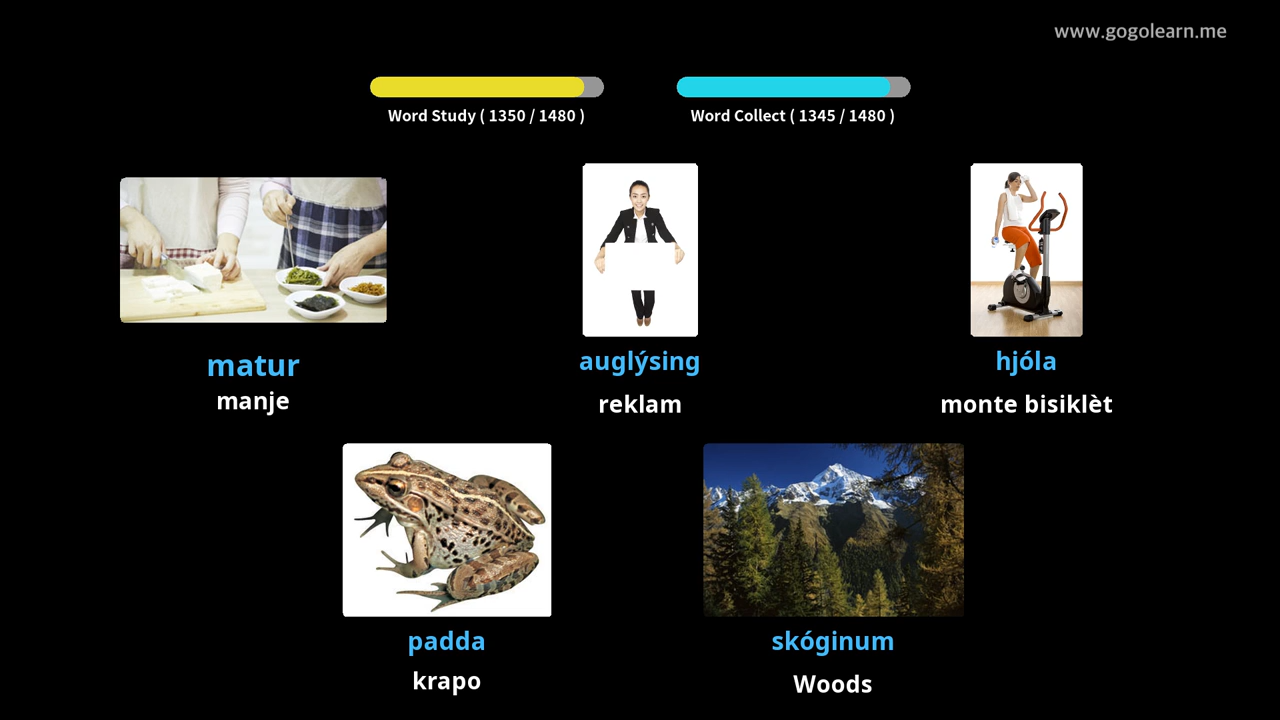 www.gogolearn.me
Word Study ( 1350 / 1480 )
Word Collect ( 1345 / 1480 )
matur
manje
auglýsing
reklam
hjóla
monte bisiklèt
padda
krapo
skóginum
Woods